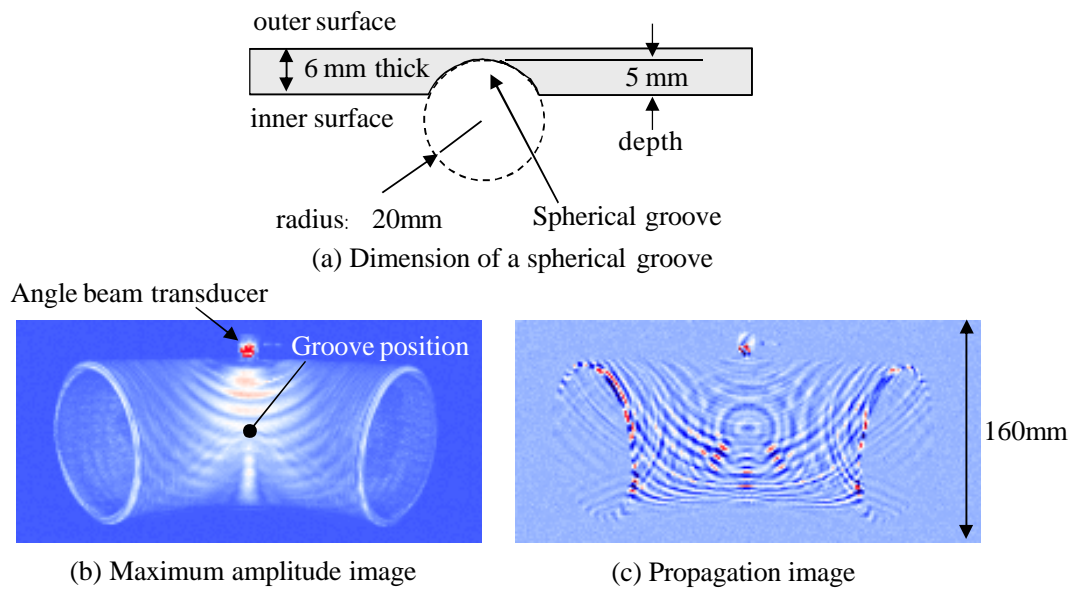 outer surface
6 mm thick
5 mm
inner surface
depth
radius: 20mm
Spherical groove
(a) Dimension of a spherical groove
Angle beam transducer
Groove position
160mm
(b) Maximum amplitude image
(c) Propagation image